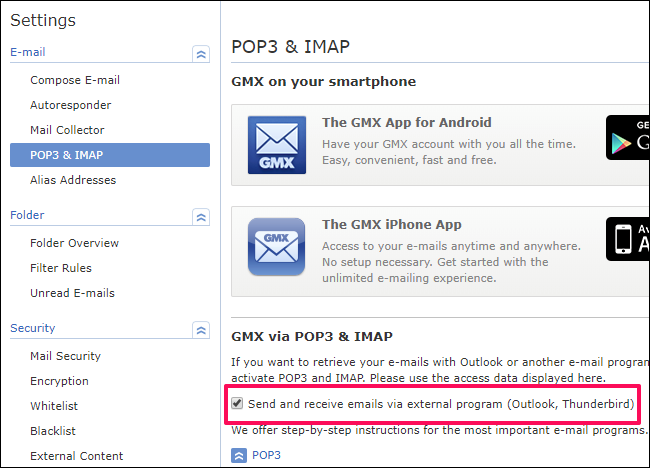 Settings
E-mail
Compose E-mail
Autoresponder
Mail Collector
POP3 & IMAP
Alias Addresses
Folder
Folder Overview
Filter Rules
Unread E-mails
Security
Mail Security
Encryption
Whitelist
Blacklist
External Content
POP3 & IMAP
GMX on your smartphone
GMX
The GMX App for Android
Have your GMX account with you all the time.
Easy, convenient, fast and free.
GE
G
GMX
The GMX iPhone App
Access to your e-mails anytime and anywhere.
No setup necessary. Get started with the
unlimited e-mailing experience.
Ava
A
GMX via POP3 & IMAP
If you want to retrieve your e-mails with Outlook or another e-mail program
activate POP3 and IMAP. Please use the access data displayed here.
Send and receive emails via external program (Outlook, Thunderbird)
We offer step-by-step instructions for the most important e-mail programs.
POP3